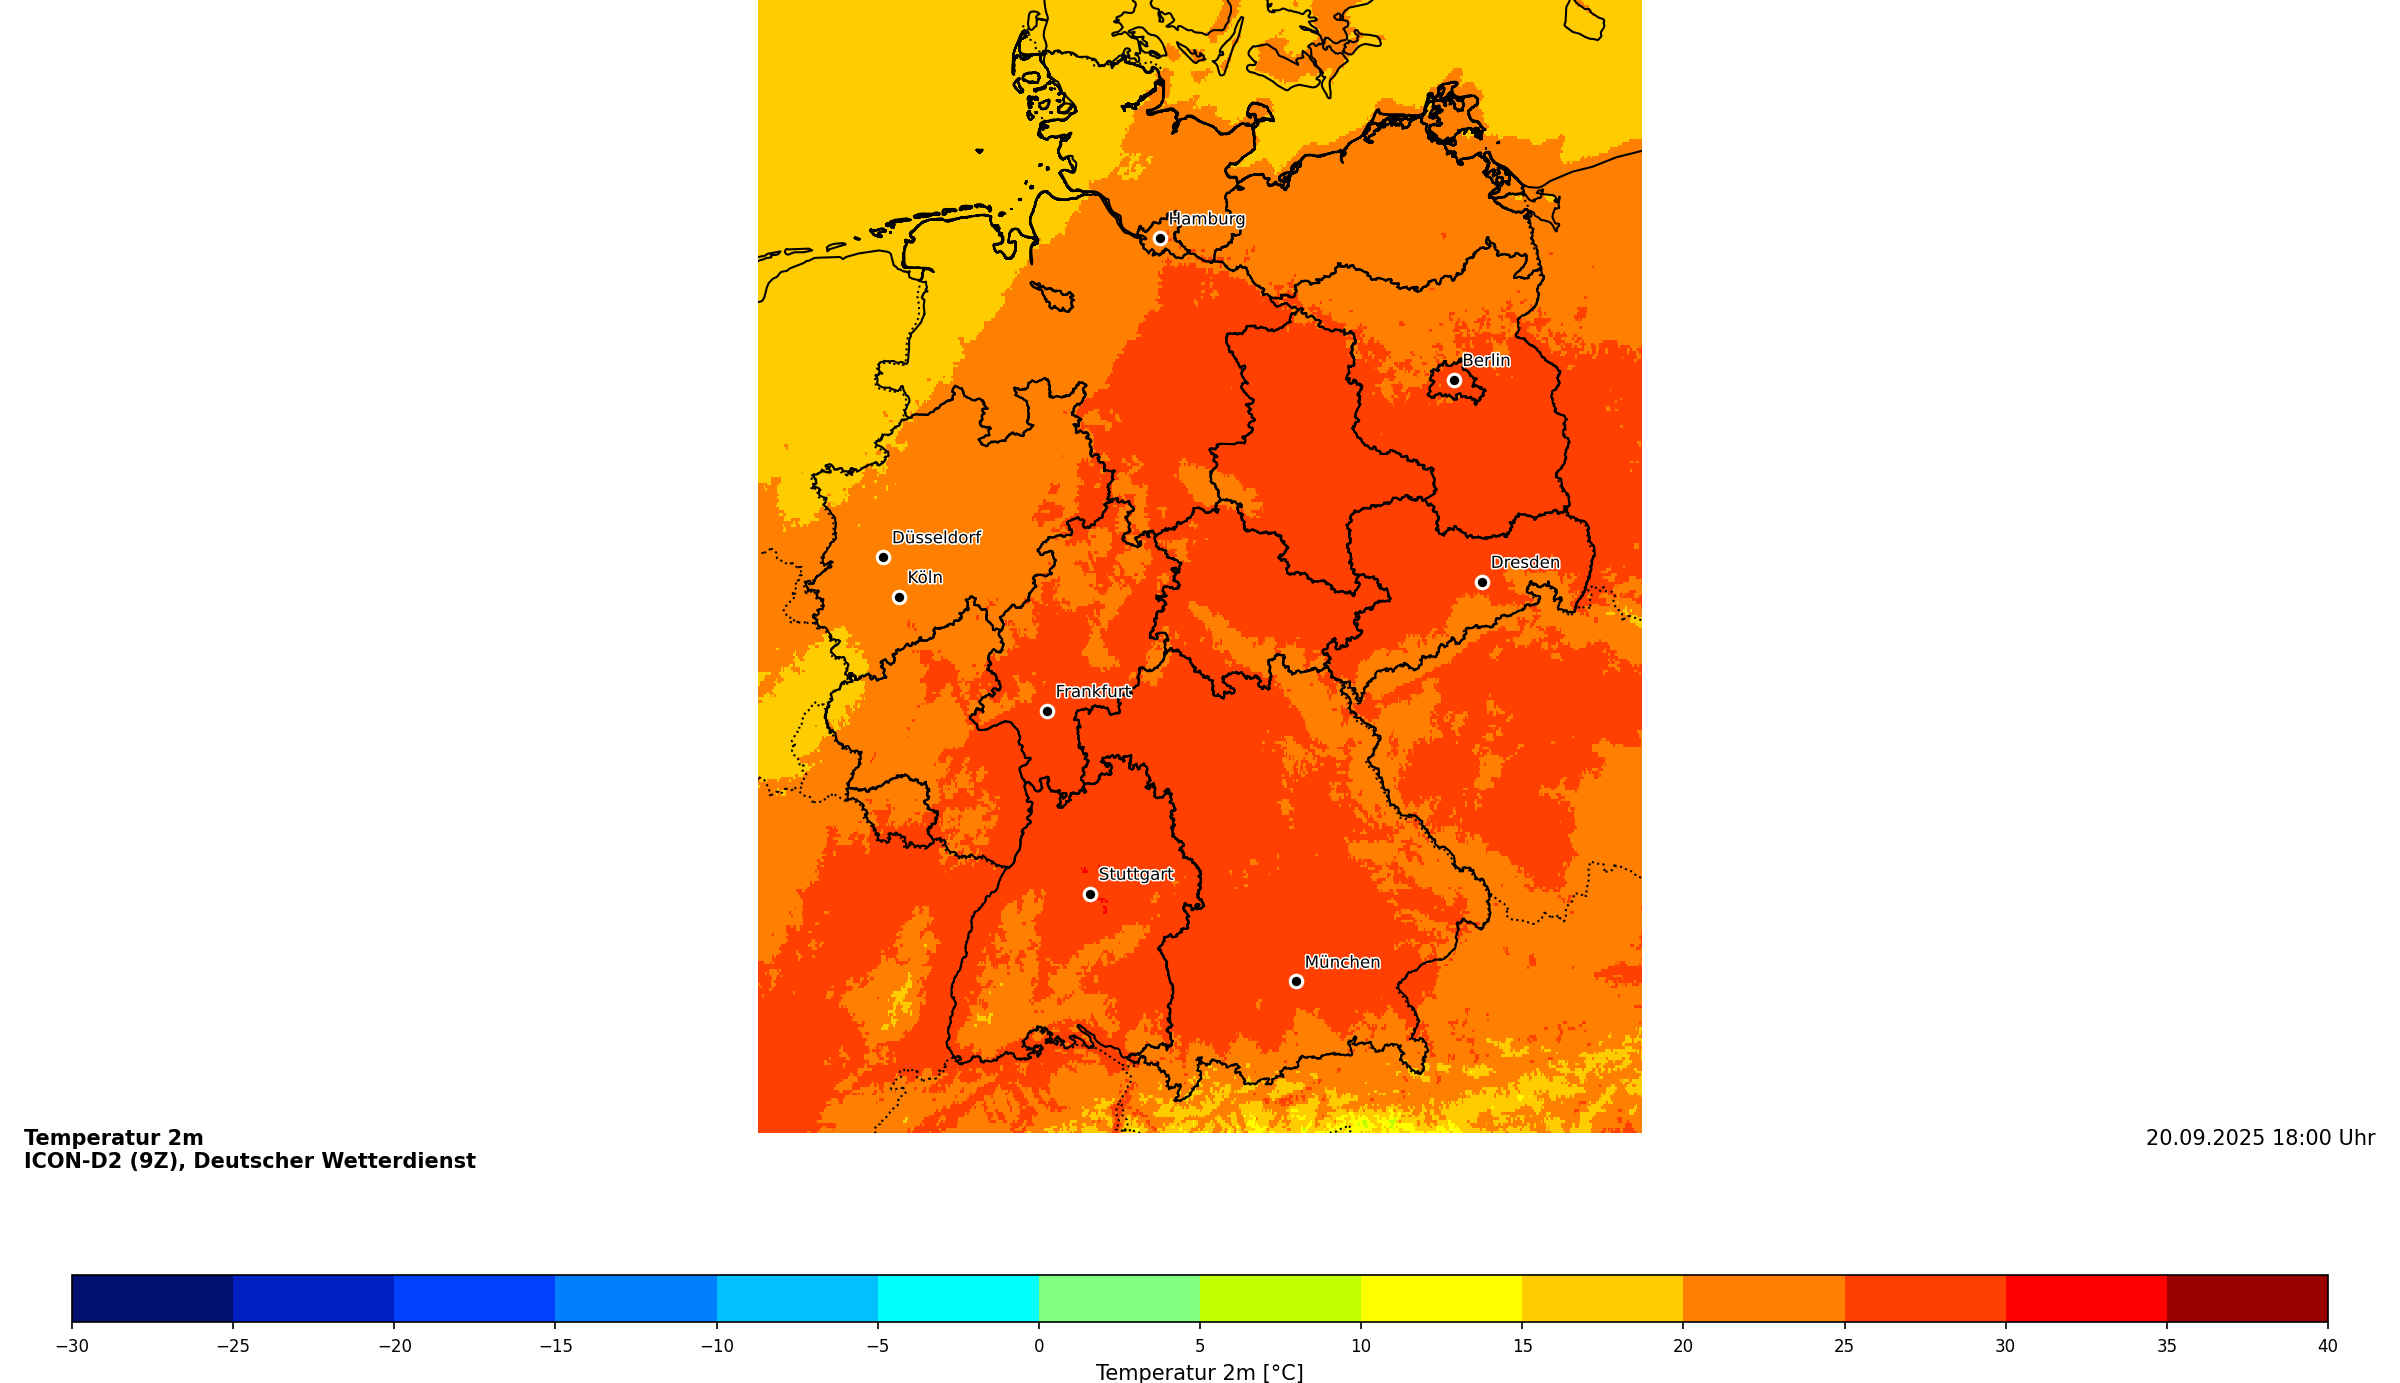 Hamburg
Berlin
Düsseldorf
Dresden
Köln
Frankfurt
Stuttgart
München
Temperatur 2m
ICON-D2 (9Z), Deutscher Wetterdienst
20.09.2025 18:00 Uhr
−30 −25 −20 −15 −10 −5 0 5 10 15 20 25 30 35 40
Temperatur 2m [°C]